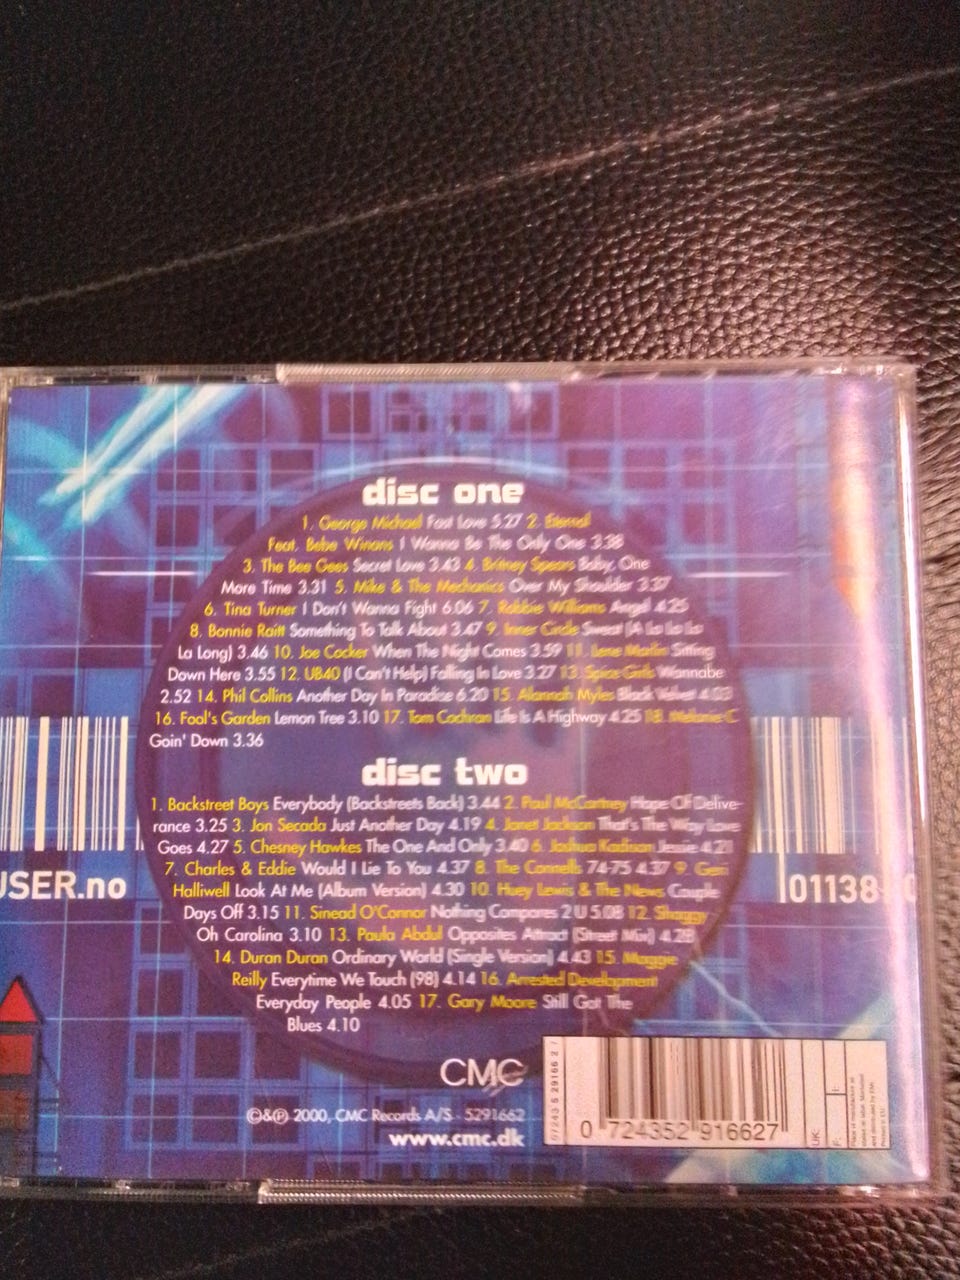 disc one
1. George Michael Fast Love 5.27 2. Eternal
Feat. Bebe Winans I Wanna Be The Only One 3.38
3. The Bee Gees Secret Love 3.43 4. Britney Spears Baby, One
More Time 3.31 5. Mike & The Mechanics Over My Shoulder 3.37
6. Tina Turner I Don't Wanna Fight 6.06 7. Robbie Williams Angel 4.25
8. Bonnie Raitt Something To Talk About 3.47 9. Inner Circle Sweat (A La La La
La Long) 3.46 10. Joe Cocker When The Night Comes 3.59 11. Lene Marlin Sitting
Down Here 3.55 12. UB40 (I Can't Help) Falling In Love 3.27 13. Spice Girls Wannabe
2.52 14. Phil Collins Another Day In Paradise 6.20 15. Alannah Myles Black Velvet 4.03
16. Fool's Garden Lemon Tree 3.10 17. Tom Cochran Life Is A Highway 4.25 18. Melanie C
Goin' Down 3.36
disc two
1. Backstreet Boys Everybody (Backstreets Back) 3.44 2. Paul McCartney Hope Of Delive-
rance 3.25 3. Jon Secada Just Another Day 4.19 4. Janet Jackson That's The Way Love
Goes 4.27 5. Chesney Hawkes The One And Only 3.40 6. Joshua Kadison Jessie 4.21
7. Charles & Eddie Would I Lie To You 4.37 8. The Connells 74-75 4.37 9. Geri
Halliwell Look At Me (Album Version) 4.30 10. Huey Lewis & The News Couple
Days Off 3.15 11. Sinead O'Connor Nothing Compares 2 U 5.08 12. Shaggy
Oh Carolina 3.10 13. Paula Abdul Opposites Attract (Street Mix) 4.28
14. Duran Duran Ordinary World (Single Version) 4.43 15. Maggie
Reilly Everytime We Touch (98) 4.14 16. Arrested Development
Everyday People 4.05 17. Gary Moore Still Got The
Blues 4.10
USER.no
01138
CMC
©&℗ 2000, CMC Records A/S - 5291662
www.cmc.dk
0 724352 916627
UK:
F:
I: